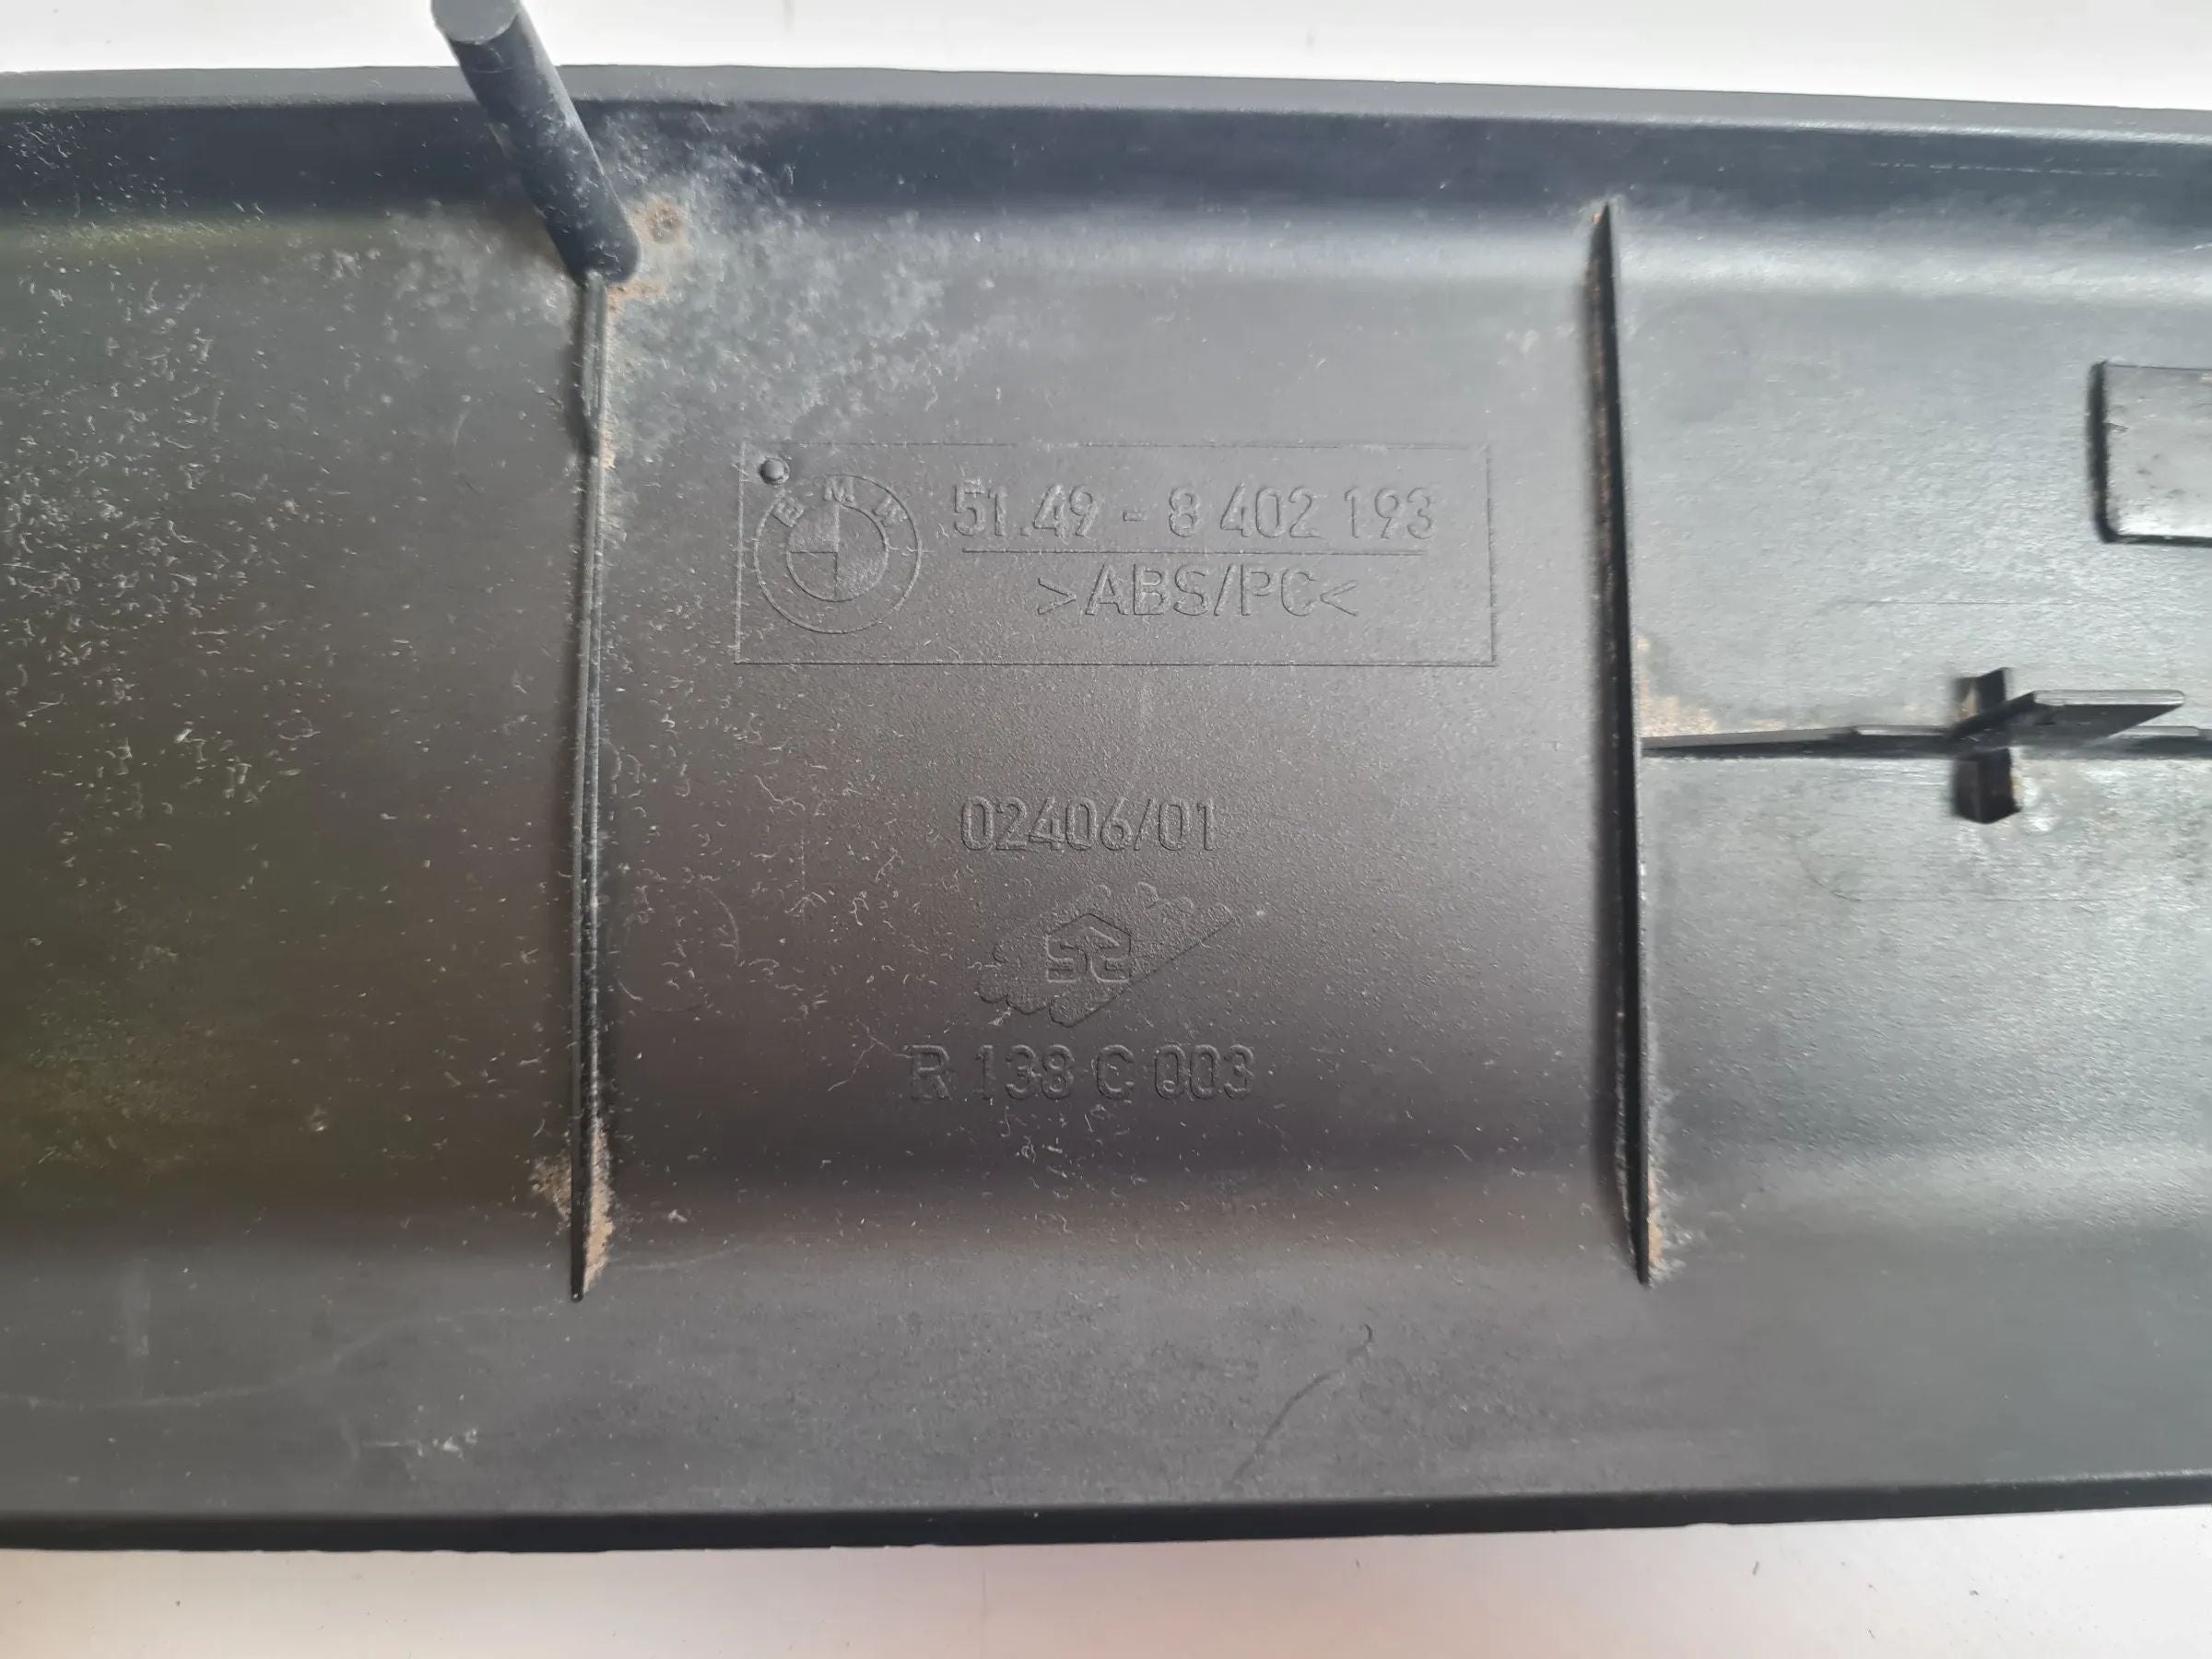 BMW 51.49 - 8 402 193
>ABS/PC<
02406/01
R 138 C 003